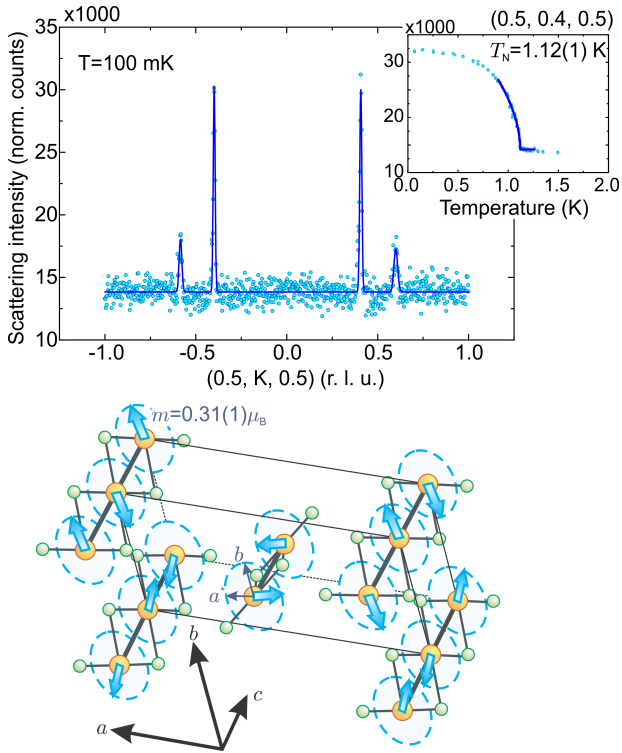 x1000
x1000
(0.5, 0.4, 0.5)
Scattering intensity (norm. counts)
35
30
25
20
15
10
T=100 mK
-1.0
-0.5
0.0
0.5
1.0
(0.5, K, 0.5) (r. l. u.)
T_N=1.12(1) K
30
20
10
0.0
0.5
1.0
1.5
2.0
Temperature (K)
m=0.31(1)μ_B
b
a*
b
c
a